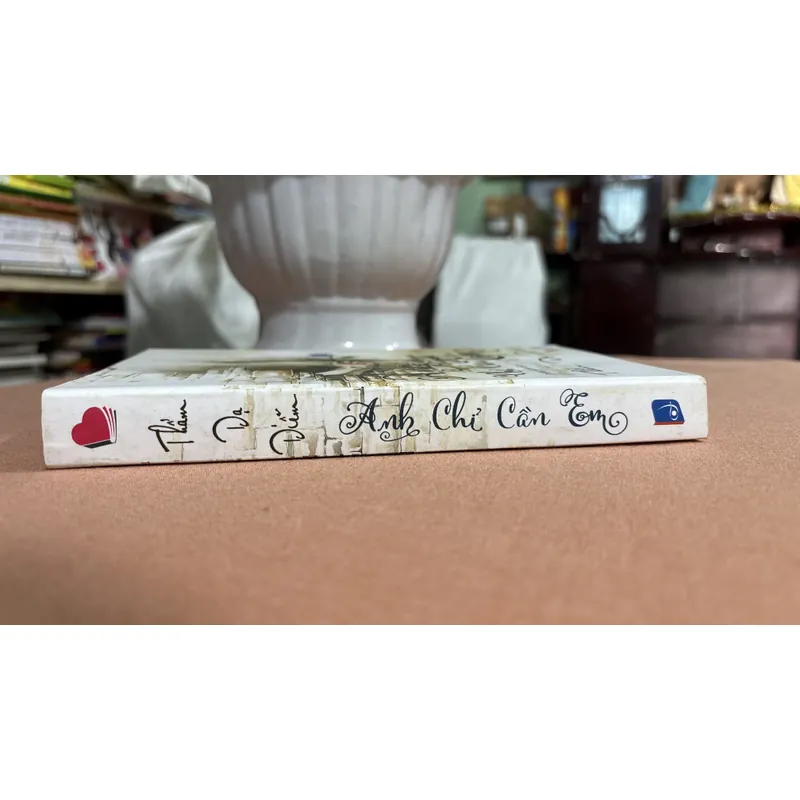 Thẩm
Dạ
Diễm
Anh Chỉ Cần Em